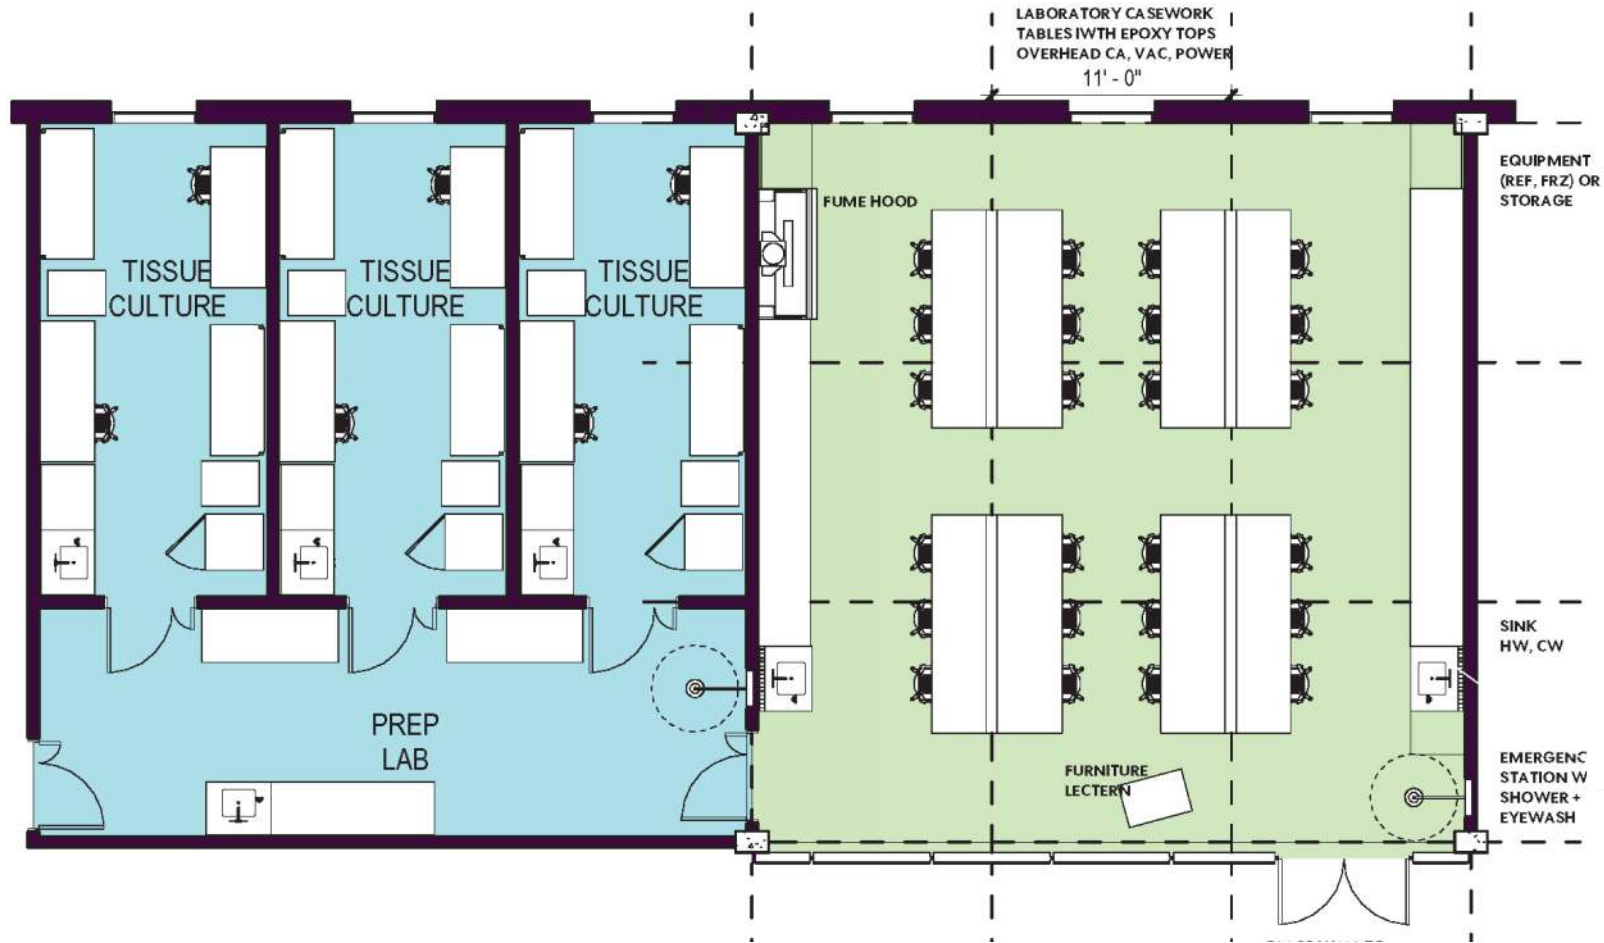 LABORATORY CASEWORK
TABLES IWTH EPOXY TOPS
OVERHEAD CA, VAC, POWER
11' - 0"
EQUIPMENT
(REF, FRZ) OR
STORAGE
FUME HOOD
TISSUE
CULTURE
TISSUE
CULTURE
TISSUE
CULTURE
SINK
HW, CW
PREP
LAB
FURNITURE
LECTERN
EMERGENC
STATION W
SHOWER +
EYEWASH